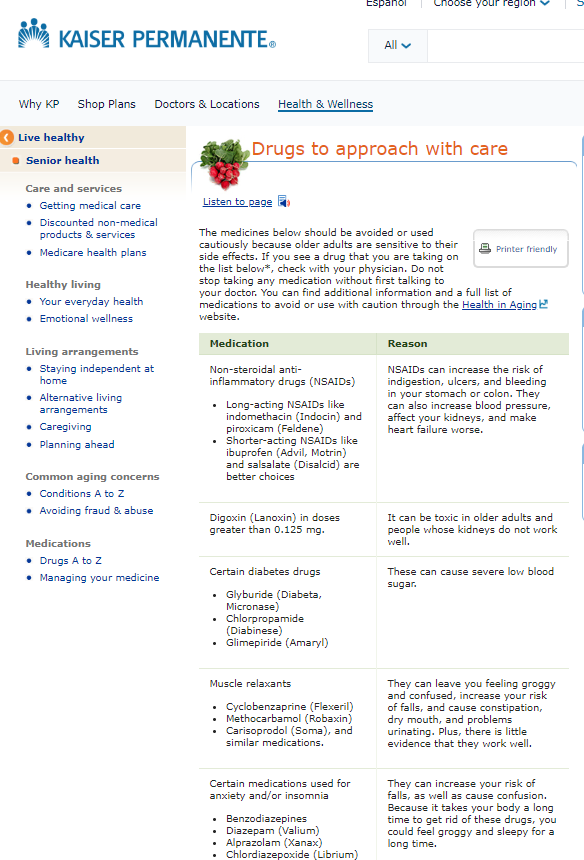 Español
Choose your region
S
KAISER PERMANENTE®
All
Why KP
Shop Plans
Doctors & Locations
Health & Wellness
Live healthy
Senior health
Care and services
Getting medical care
Discounted non-medical
products & services
Medicare health plans
Healthy living
Your everyday health
Emotional wellness
Living arrangements
Staying independent at
home
Alternative living
arrangements
Caregiving
Planning ahead
Common aging concerns
Conditions A to Z
Avoiding fraud & abuse
Medications
Drugs A to Z
Managing your medicine
Drugs to approach with care
Listen to page
Printer friendly
The medicines below should be avoided or used
cautiously because older adults are sensitive to their
side effects. If you see a drug that you are taking on
the list below*, check with your physician. Do not
stop taking any medication without first talking to
your doctor. You can find additional information and a full list of
medications to avoid or use with caution through the Health in Aging
website.
Medication
Reason
Non-steroidal anti-
inflammatory drugs (NSAIDs)
Long-acting NSAIDs like
indomethacin (Indocin) and
piroxicam (Feldene)
Shorter-acting NSAIDs like
ibuprofen (Advil, Motrin)
and salsalate (Disalcid) are
better choices
NSAIDs can increase the risk of
indigestion, ulcers, and bleeding
in your stomach or colon. They
can also increase blood pressure,
affect your kidneys, and make
heart failure worse.
Digoxin (Lanoxin) in doses
greater than 0.125 mg.
It can be toxic in older adults and
people whose kidneys do not work
well.
Certain diabetes drugs
Glyburide (Diabeta,
Micronase)
Chlorpropamide
(Diabinese)
Glimepiride (Amaryl)
These can cause severe low blood
sugar.
Muscle relaxants
Cyclobenzaprine (Flexeril)
Methocarbamol (Robaxin)
Carisoprodol (Soma), and
similar medications.
They can leave you feeling groggy
and confused, increase your risk
of falls, and cause constipation,
dry mouth, and problems
urinating. Plus, there is little
evidence that they work well.
Certain medications used for
anxiety and/or insomnia
Benzodiazepines
Diazepam (Valium)
Alprazolam (Xanax)
Chlordiazepoxide (Librium)
They can increase your risk of
falls, as well as cause confusion.
Because it takes your body a long
time to get rid of these drugs, you
could feel groggy and sleepy for a
long time.